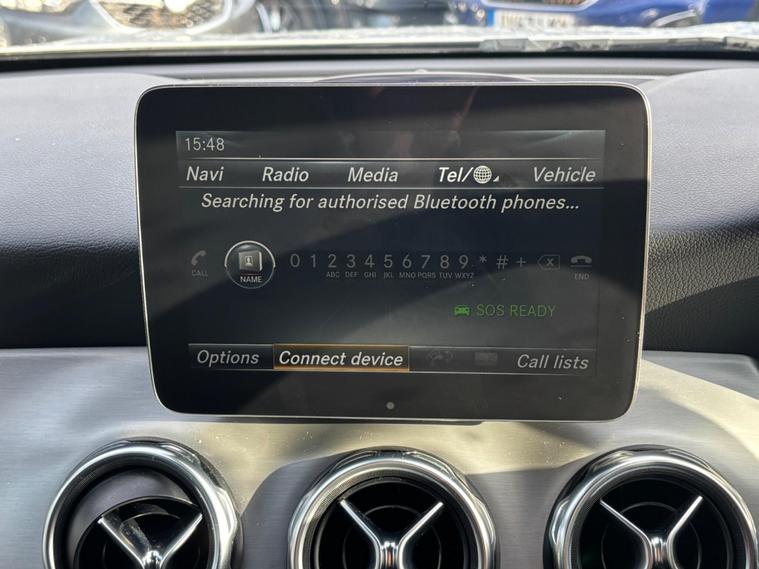 15:48
Navi Radio Media Tel/ Vehicle
Searching for authorised Bluetooth phones...
CALL NAME 0 1 2 3 4 5 6 7 8 9 * # + END
ABC DEF GHI JKL MNO PQRS TUV WXYZ
SOS READY
Options Connect device Call lists